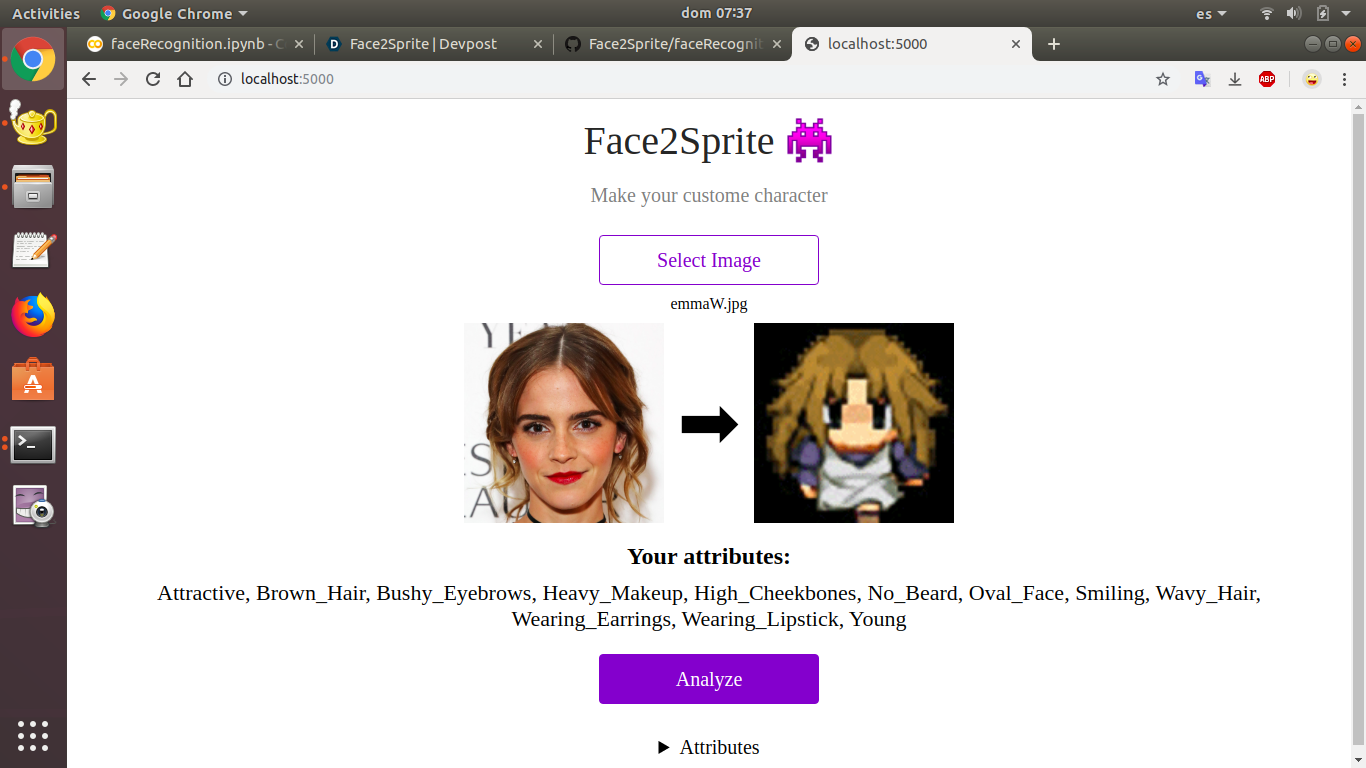 Activities Google Chrome dom 07:37 es
faceRecognition.ipynb - C Face2Sprite | Devpost Face2Sprite/faceRecognit localhost:5000
localhost:5000 ABP
Face2Sprite
Make your custome character
Select Image
emmaW.jpg
Your attributes:
Attractive, Brown_Hair, Bushy_Eyebrows, Heavy_Makeup, High_Cheekbones, No_Beard, Oval_Face, Smiling, Wavy_Hair,
Wearing_Earrings, Wearing_Lipstick, Young
Analyze
Attributes